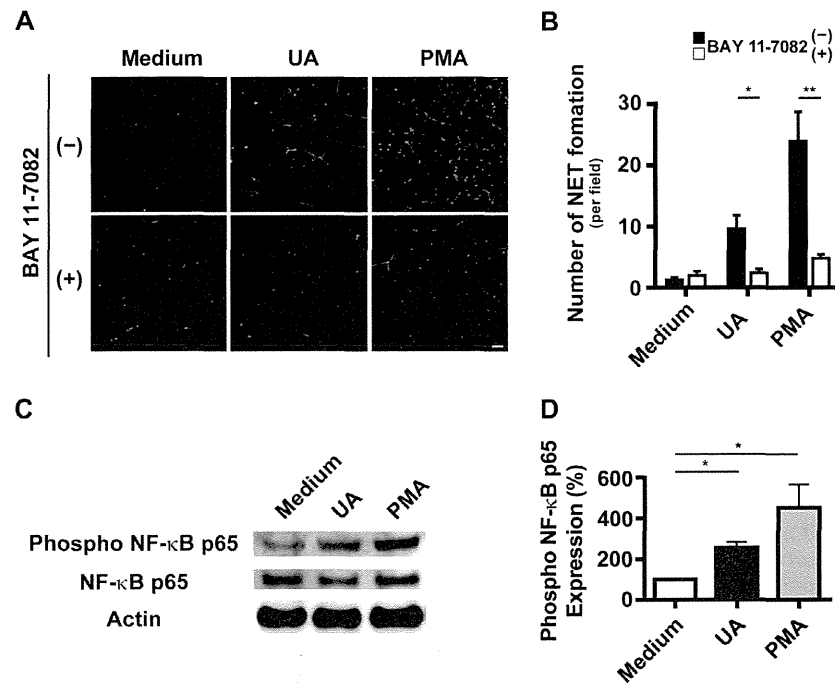 A
Medium UA PMA
BAY 11-7082
(−)
(+)
B
BAY 11-7082 (−)
(+)
* **
Number of NET fomation
(per field)
30
20
10
0
Medium UA PMA
C
Medium UA PMA
Phospho NF-κB p65
NF-κB p65
Actin
D
*
*
Phospho NF-κB p65
Expression (%)
600
400
200
0
Medium UA PMA